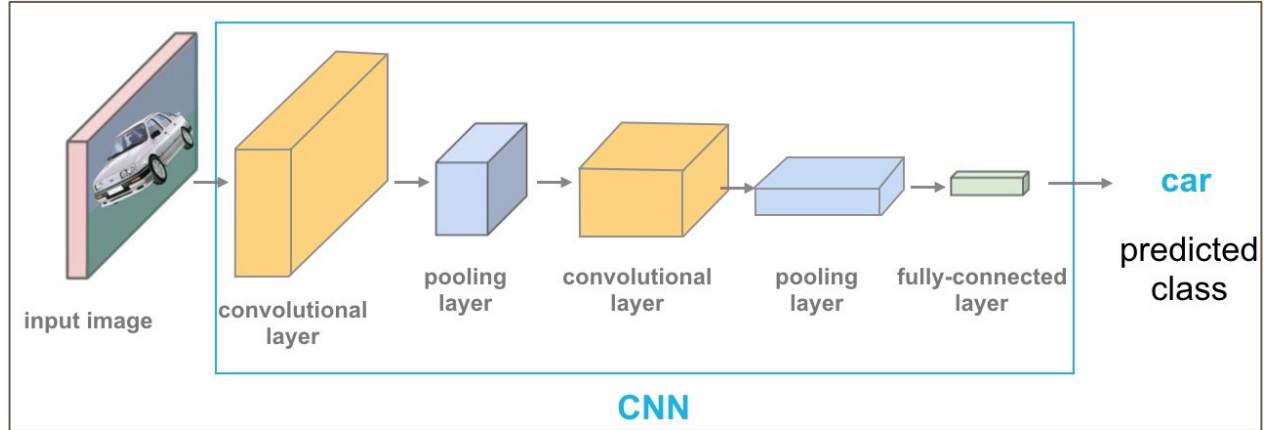 input image
convolutional
layer
pooling
layer
convolutional
layer
pooling
layer
fully-connected
layer
car
predicted
class
CNN